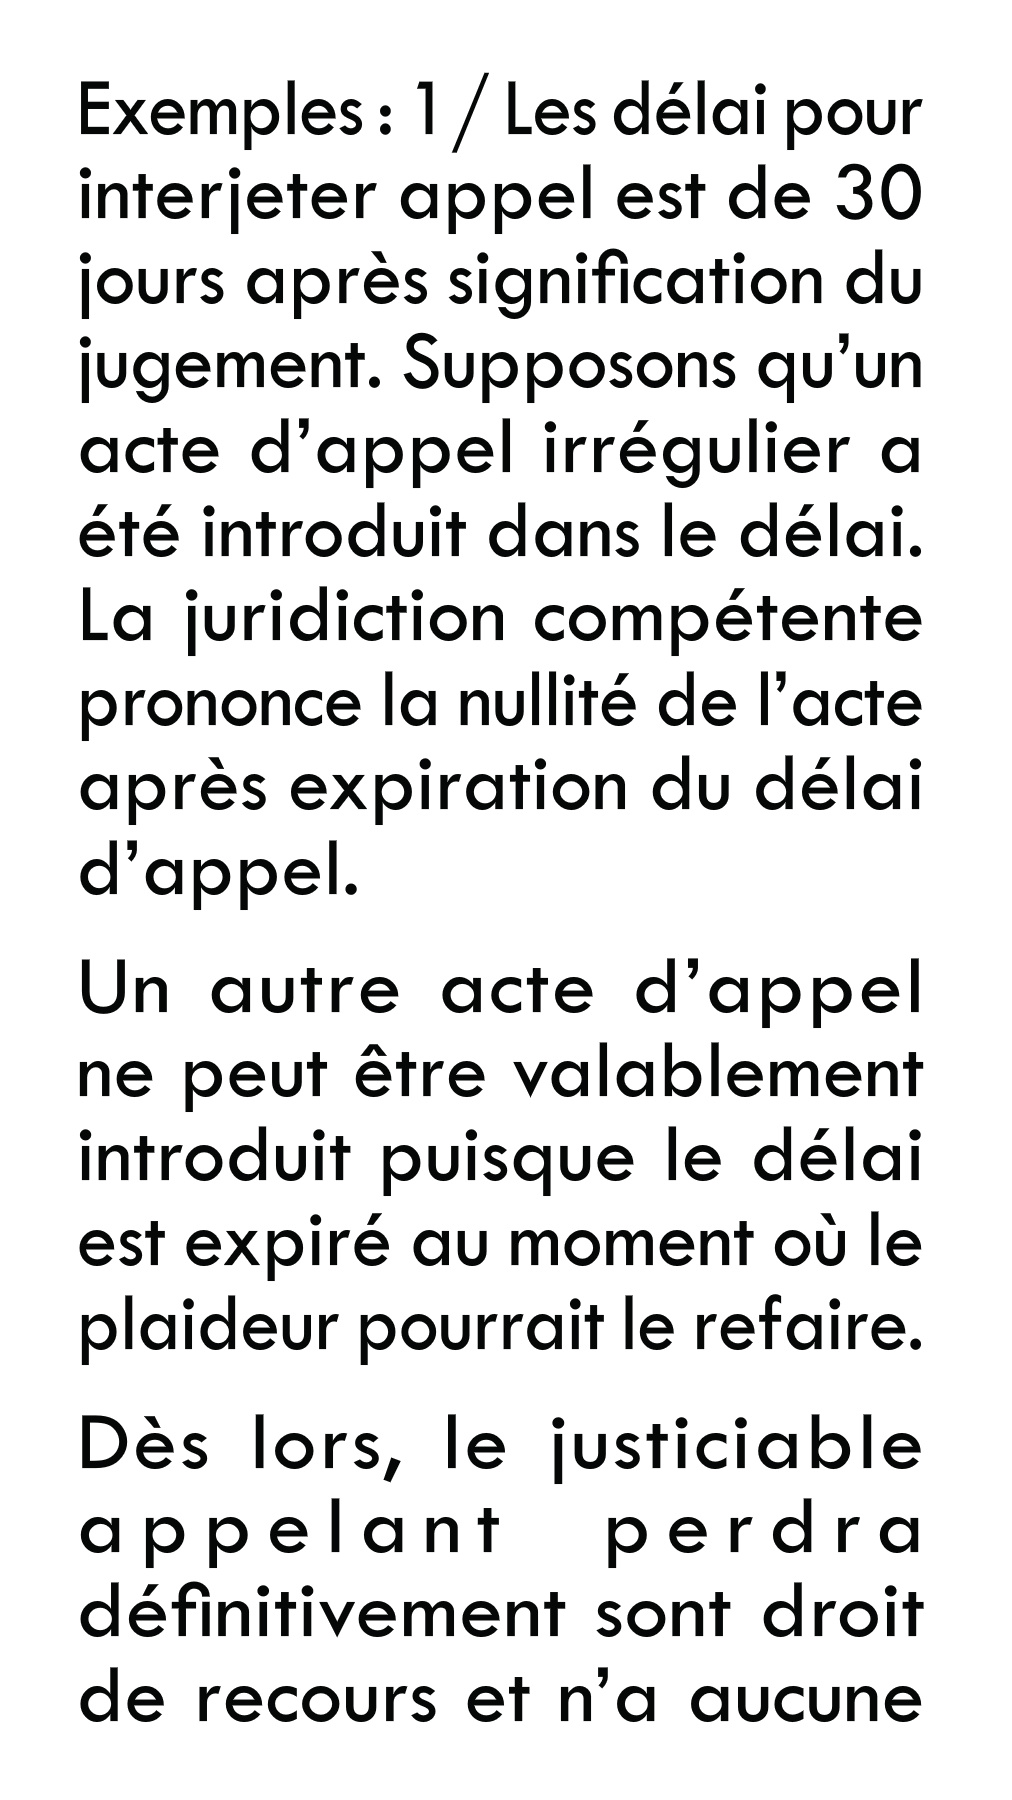 Exemples : 1 / Les délai pour
interjeter appel est de 30
jours après signification du
jugement. Supposons qu’un
acte d’appel irrégulier a
été introduit dans le délai.
La juridiction compétente
prononce la nullité de l’acte
après expiration du délai
d’appel.
Un autre acte d’appel
ne peut être valablement
introduit puisque le délai
est expiré au moment où le
plaideur pourrait le refaire.
Dès lors, le justiciable
appelant perdra
définitivement sont droit
de recours et n’a aucune